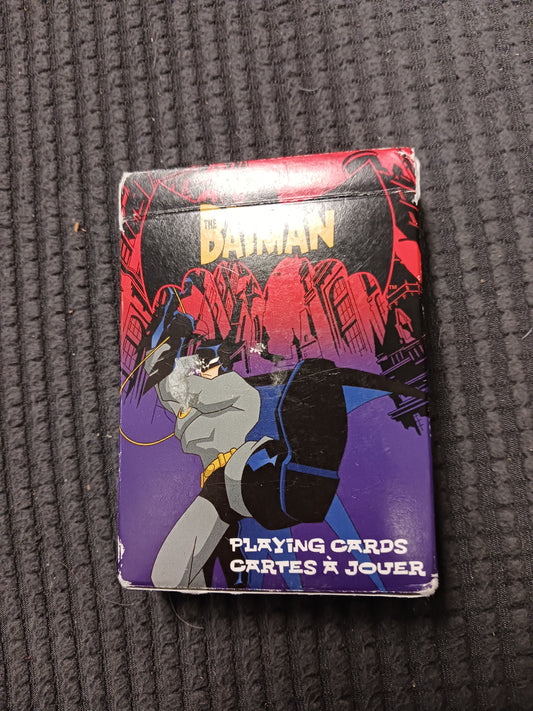 THE
BATMAN
PLAYING CARDS
CARTES À JOUER